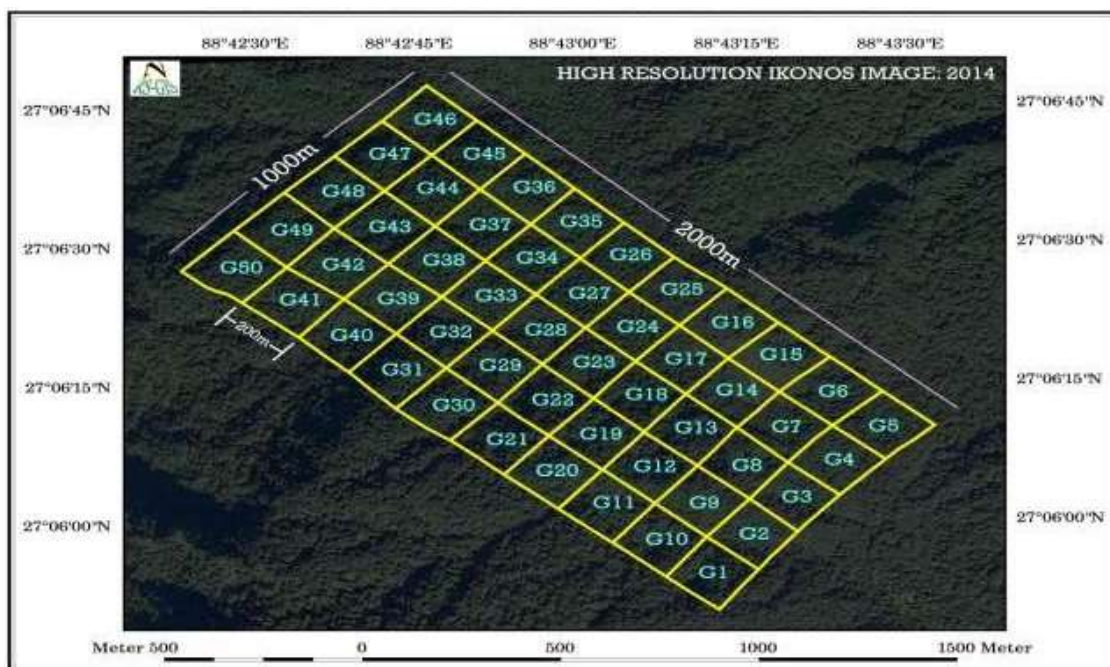 88°42'30"E 88°42'45"E 88°43'00"E 88°43'15"E 88°43'30"E
HIGH RESOLUTION IKONOS IMAGE: 2014
N
27°06'45"N 27°06'45"N
27°06'30"N 27°06'30"N
27°06'15"N 27°06'15"N
27°06'00"N 27°06'00"N
1000m
2000m
200m
G46
G47 G45
G48 G44 G36
G49 G43 G37 G35
G50 G42 G38 G34 G26
G41 G39 G33 G27 G25
G40 G32 G28 G24 G16
G31 G29 G23 G17 G15
G30 G22 G18 G14 G6
G21 G19 G13 G7 G5
G20 G12 G8 G4
G11 G9 G3
G10 G2
G1
Meter 500 0 500 1000 1500 Meter